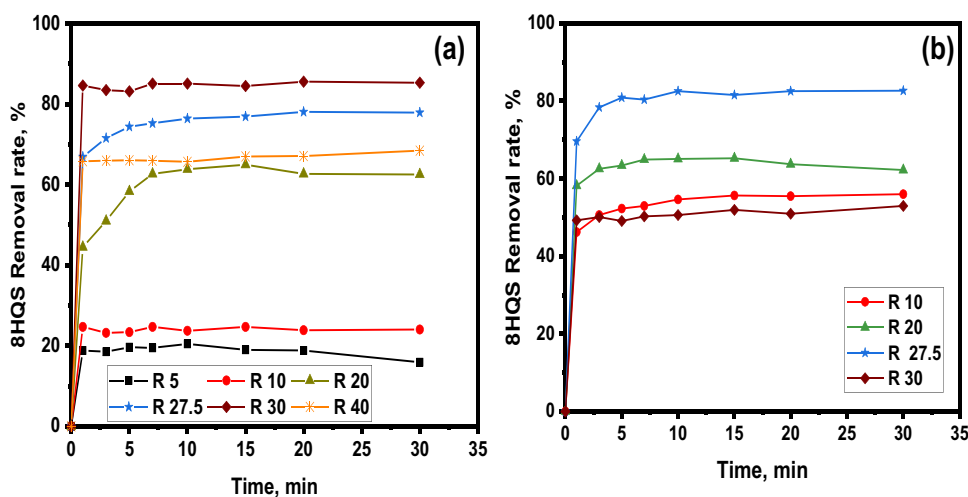 (a)
8HQS Removal rate, %
100
80
60
40
20
0
R 5 R 10 R 20
R 27.5 R 30 R 40
0 5 10 15 20 25 30 35
Time, min
(b)
8HQS Removal rate, %
100
80
60
40
20
0
R 10
R 20
R 27.5
R 30
0 5 10 15 20 25 30 35
Time, min